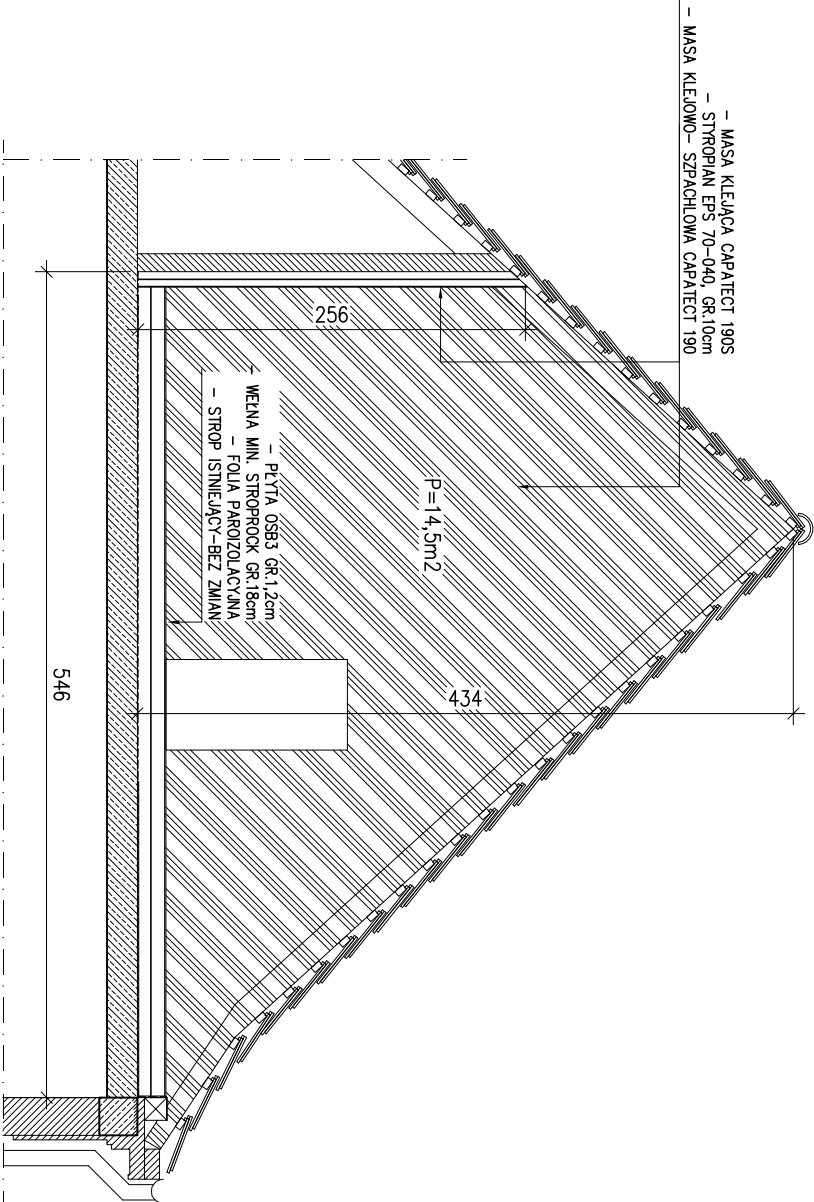 - MASA KLEJĄCA CAPATECT 190S
- STYROPIAN EPS 70-040, GR.10cm
- MASA KLEJOWO- SZPACHLOWA CAPATECT 190
256
434
P=14,5m2
- PŁYTA OSB3 GR.1,2cm
- WEŁNA MIN. STROPROCK GR.18cm
- FOLIA PAROIZOLACYJNA
- STROP ISTNIEJĄCY-BEZ ZMIAN
546